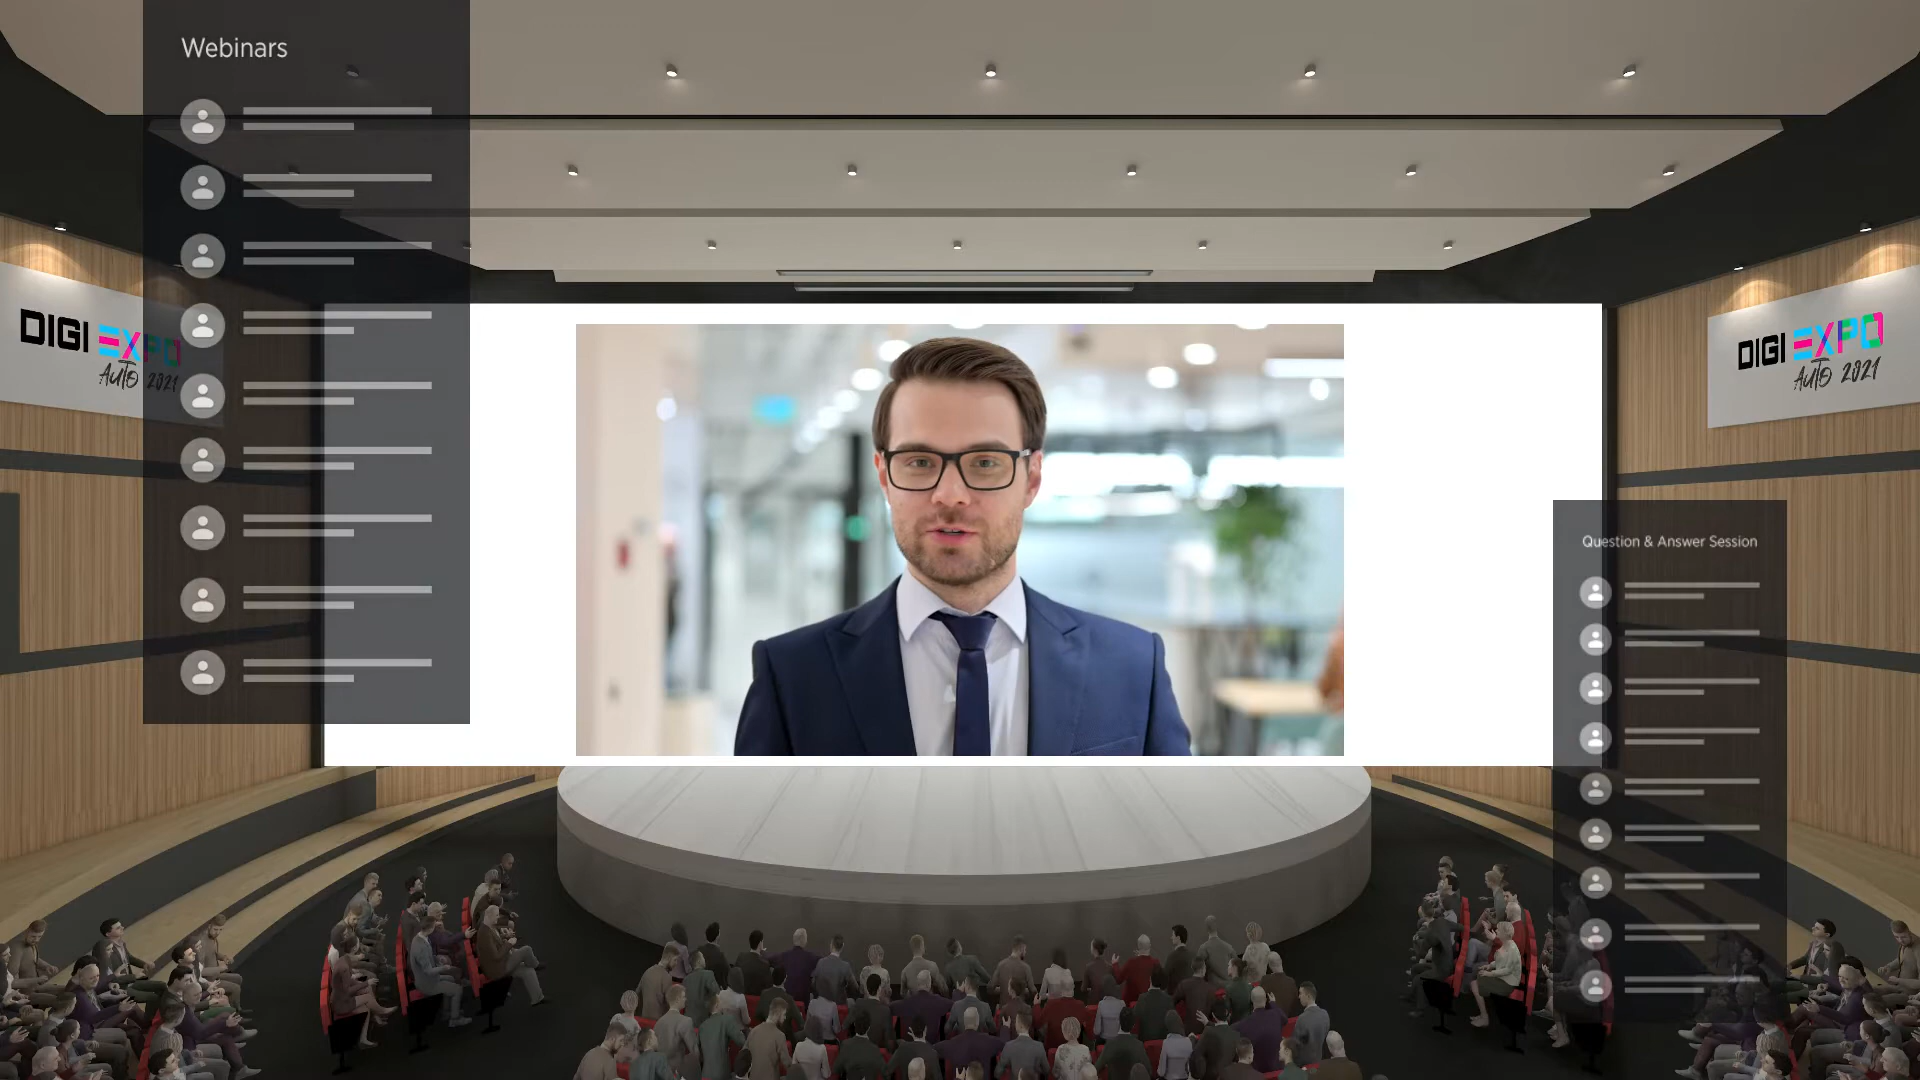 Webinars
DIGI EXPO
Auto 2021
DIGI EXPO
Auto 2021
Question & Answer Session